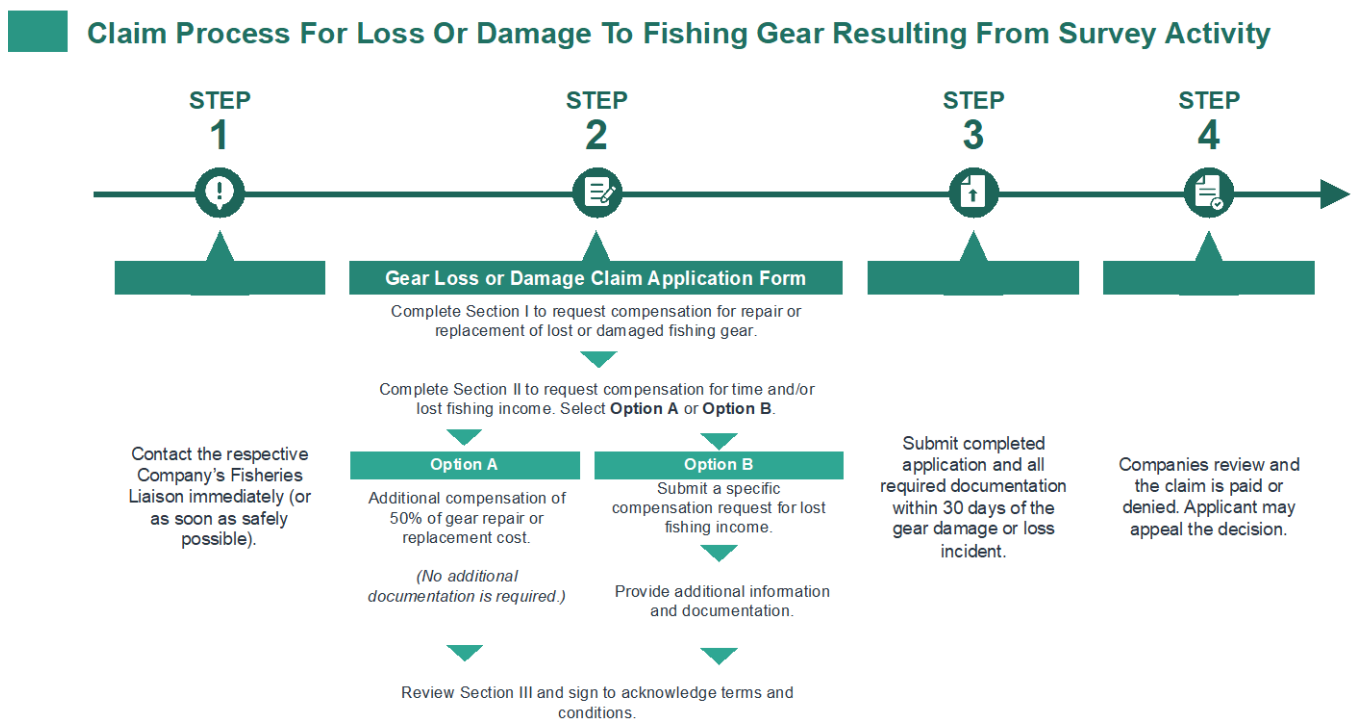 Claim Process For Loss Or Damage To Fishing Gear Resulting From Survey Activity
STEP
1
Contact the respective
Company's Fisheries
Liaison immediately (or
as soon as safely
possible).
STEP
2
Gear Loss or Damage Claim Application Form
Complete Section I to request compensation for repair or
replacement of lost or damaged fishing gear.
Complete Section II to request compensation for time and/or
lost fishing income. Select Option A or Option B.
Option A
Additional compensation of
50% of gear repair or
replacement cost.
(No additional
documentation is required.)
Option B
Submit a specific
compensation request for lost
fishing income.
Provide additional information
and documentation.
Review Section III and sign to acknowledge terms and
conditions.
STEP
3
Submit completed
application and all
required documentation
within 30 days of the
gear damage or loss
incident.
STEP
4
Companies review and
the claim is paid or
denied. Applicant may
appeal the decision.